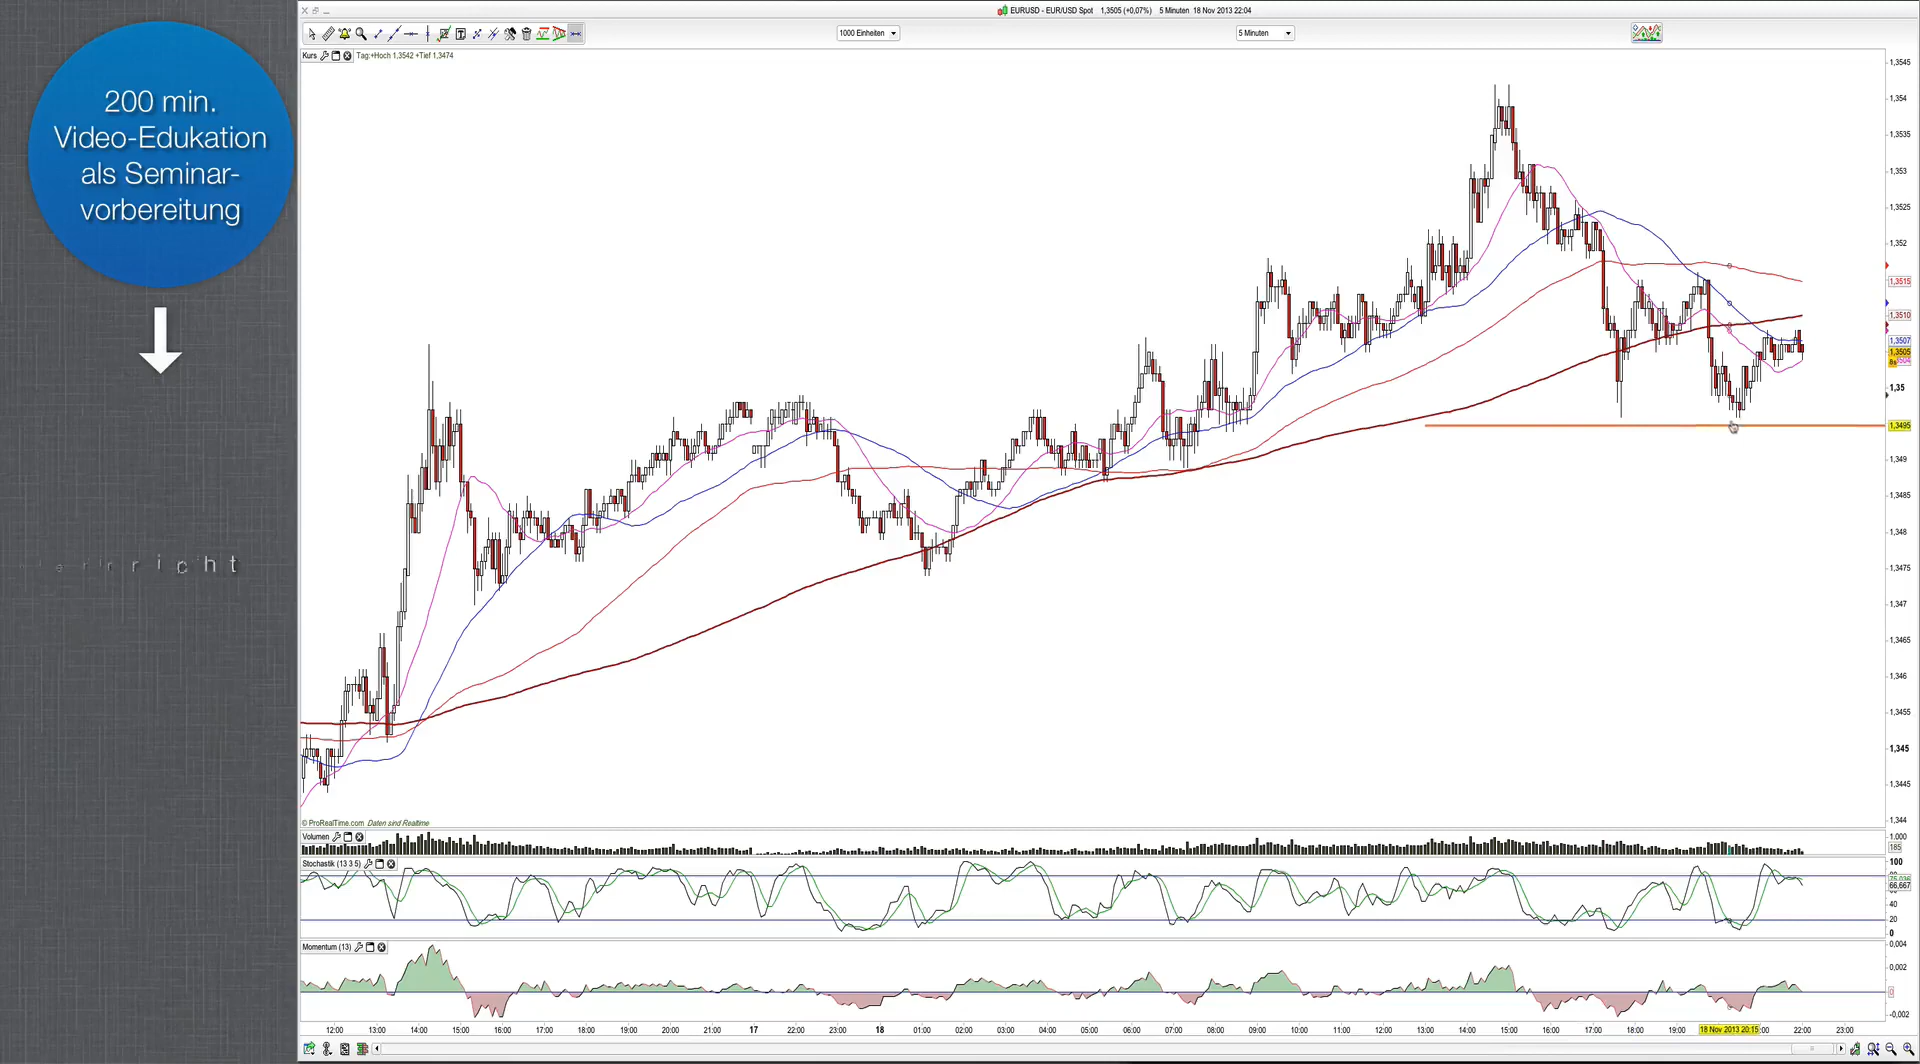 200 min.
Video-Edukation
als Seminar-
vorbereitung
r i c h t
EURUSD - EUR/USD Spot 1,3505 (+0,07%) 5 Minuten 18 Nov 2013 22:04
1000 Einheiten
5 Minuten
Kurs
Tag:+Hoch 1,3542 +Tief 1,3474
1,3545
1,354
1,3535
1,353
1,3525
1,352
1,3515
1,3510
1,3507
1,3505
1,35
1,3495
1,349
1,3485
1,348
1,3475
1,347
1,3465
1,346
1,3455
1,345
1,3445
1,344
© ProRealTime.com Daten sind Realtime
Volumen
1.000
185
Stochastik (13 3 5)
100
66,667
40
20
0
Momentum (13)
0,004
0,002
0
-0,002
12:00 13:00 14:00 15:00 16:00 17:00 18:00 19:00 20:00 21:00 17 22:00 23:00 18 01:00 02:00 03:00 04:00 05:00 06:00 07:00 08:00 09:00 10:00 11:00 12:00 13:00 14:00 15:00 16:00 17:00 18:00 19:00 18 Nov 2013 20:15 :00 22:00 23:00